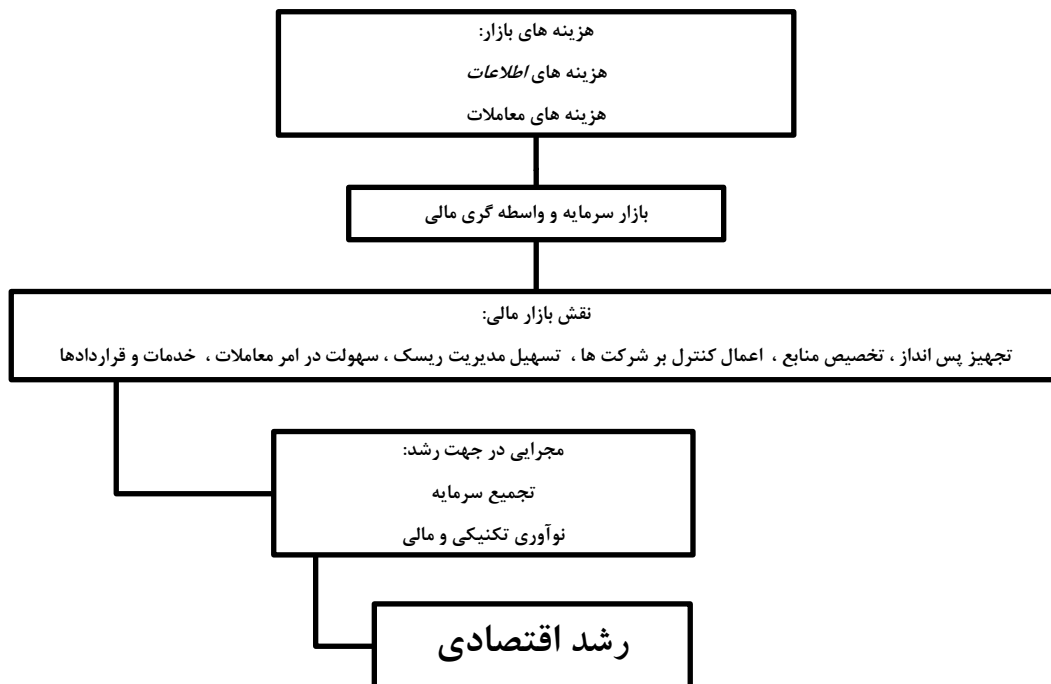 هزینه های بازار:
هزینه های اطلاعات
هزینه های معاملات
بازار سرمایه و واسطه گری مالی
نقش بازار مالی:
تجهیز پس انداز ، تخصیص منابع ، اعمال کنترل بر شرکت ها ، تسهیل مدیریت ریسک ، سهولت در امر معاملات ، خدمات و قراردادها
مجرایی در جهت رشد:
تجمیع سرمایه
نوآوری تکنیکی و مالی
رشد اقتصادی